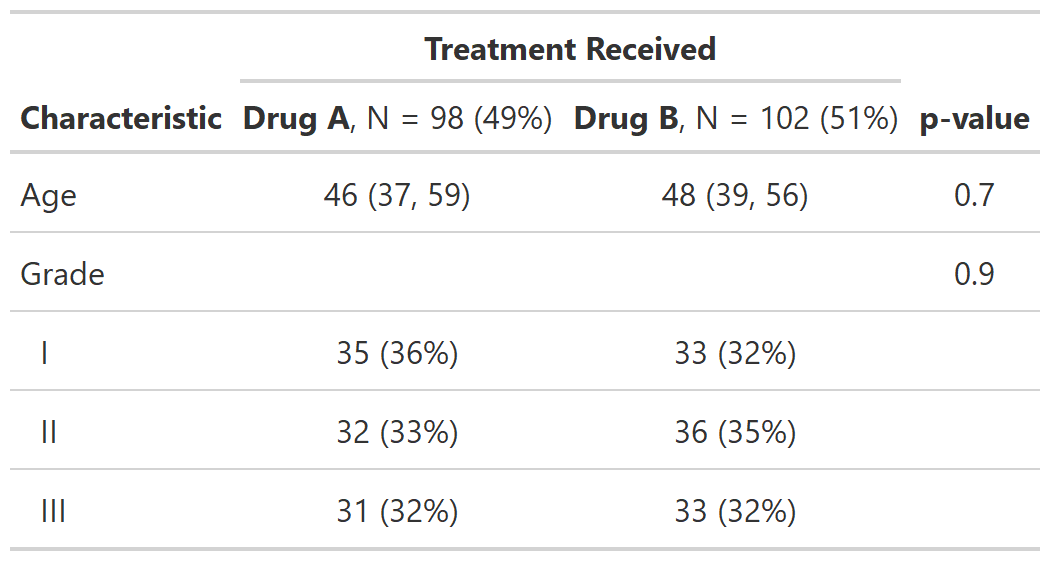 Treatment Received
Characteristic Drug A, N = 98 (49%) Drug B, N = 102 (51%) p-value
Age 46 (37, 59) 48 (39, 56) 0.7
Grade 0.9
I 35 (36%) 33 (32%)
II 32 (33%) 36 (35%)
III 31 (32%) 33 (32%)